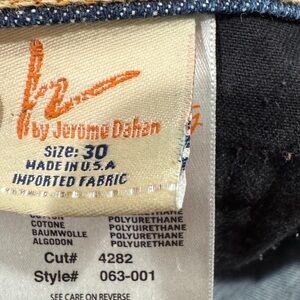 by Jerome Dahan
Size: 30
MADE IN U.S.A
IMPORTED FABRIC
COTTON POLYURETHANE
COTONE POLYURETHANE
BAUMWOLLE POLYURETHANE
ALGODON POLYURETHANE
Cut# 4282
Style# 063-001
SEE CARE ON REVERSE